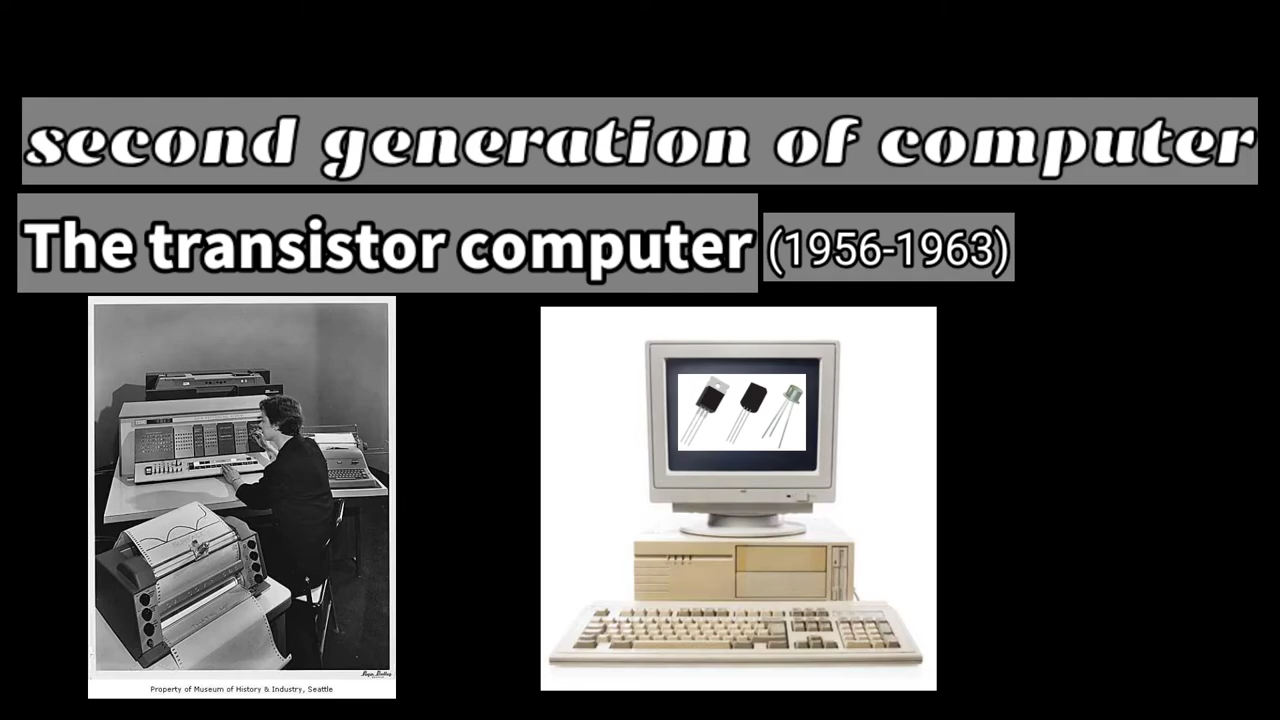 second generation of computer
The transistor computer (1956-1963)
Property of Museum of History & Industry, Seattle